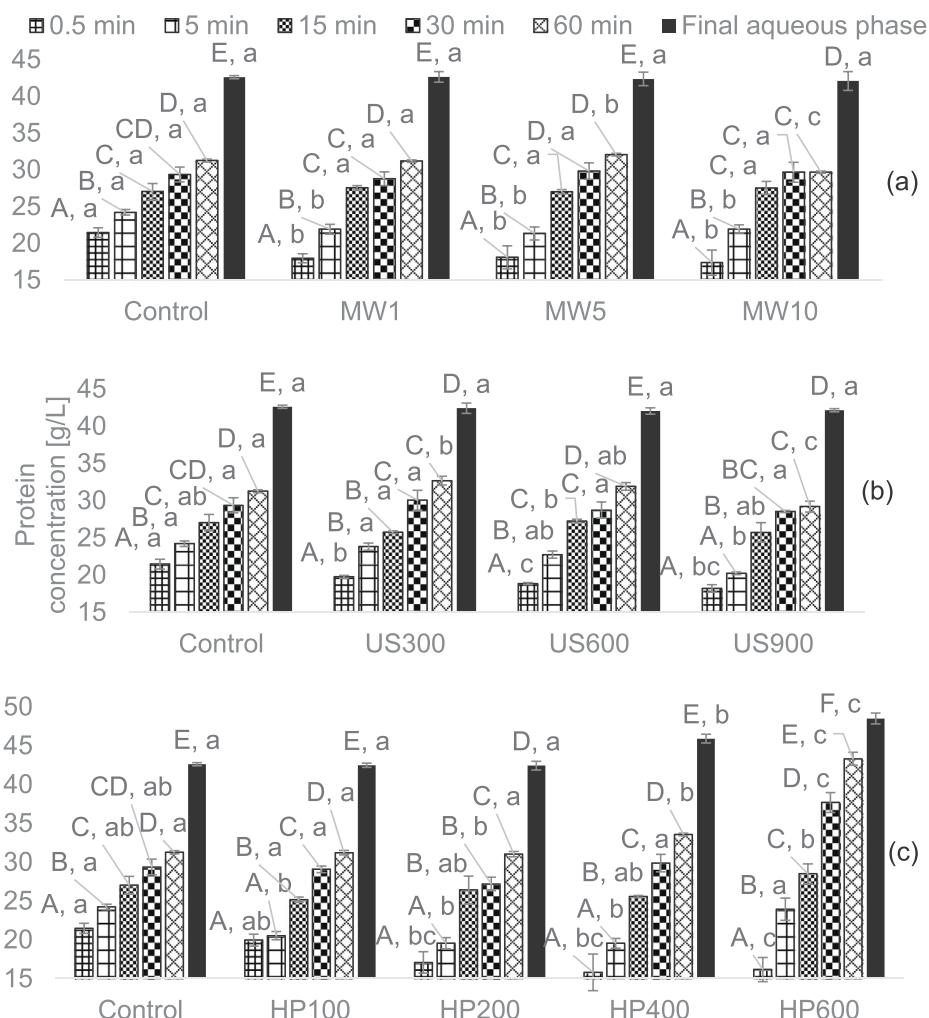 0.5 min 5 min 15 min 30 min 60 min Final aqueous phase
45
40
35
30
25
20
15
A, a B, a C, a CD, a D, a E, a
A, b B, b C, a C, a D, a E, a
A, b B, b C, a D, a D, b E, a
A, b B, b C, a C, a C, c D, a
(a)
Control MW1 MW5 MW10
Protein
concentration [g/L]
45
40
35
30
25
20
15
A, a B, a C, ab CD, a D, a E, a
A, b B, a B, a C, a C, b D, a
A, c B, ab C, b C, a D, ab E, a
A, bc A, b B, ab BC, a C, c D, a
(b)
Control US300 US600 US900
50
45
40
35
30
25
20
15
A, a B, a C, ab CD, ab D, a E, a
A, ab A, b B, a C, a D, a E, a
A, bc A, b B, ab B, b C, a D, a
A, bc A, b B, ab C, a D, b E, b
A, c B, a C, b D, c E, c F, c
(c)
Control HP100 HP200 HP400 HP600